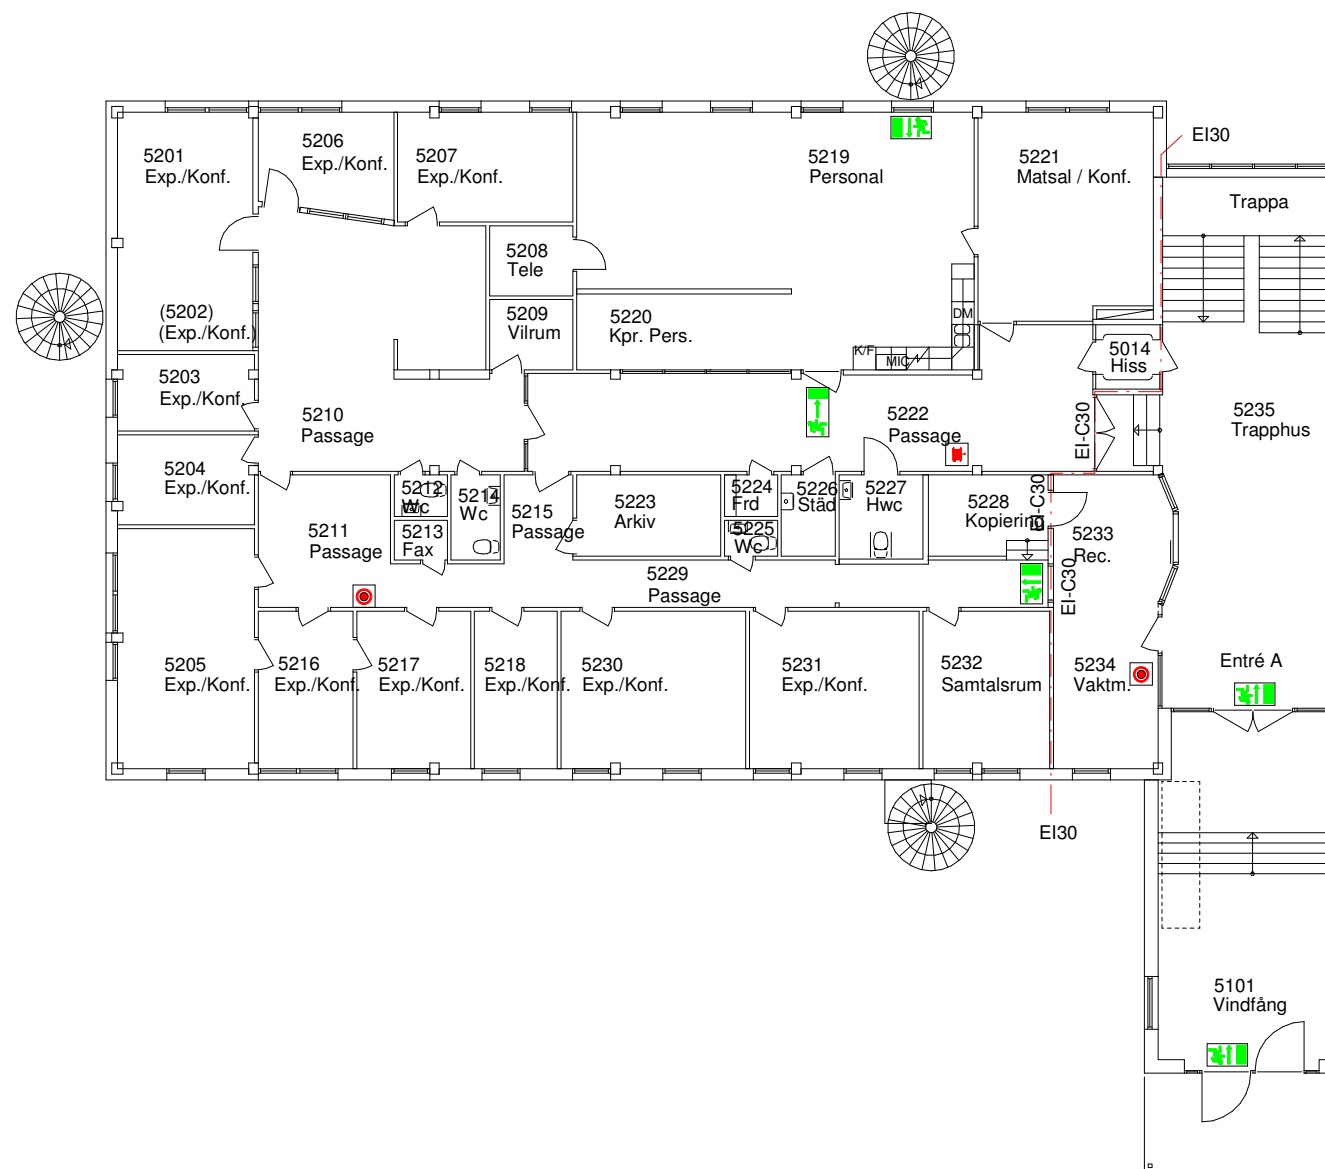 EI30
5201
Exp./Konf.
5206
Exp./Konf.
5207
Exp./Konf.
5219
Personal
5221
Matsal / Konf.
Trappa
5208
Tele
(5202)
(Exp./Konf.)
5209
Vilrum
5220
Kpr. Pers.
DM
K/F
MIC
5014
Hiss
5203
Exp./Konf.
5210
Passage
5222
Passage
EI-C30
5235
Trapphus
5204
Exp./Konf.
5212
Wc
5214
Wc
5213
Fax
5215
Passage
5223
Arkiv
5224
Frd
5225
Wc
5226
Städ
5227
Hwc
5228
Kopiering
EI-C30
5211
Passage
5233
Rec.
5229
Passage
EI-C30
5205
Exp./Konf.
5216
Exp./Konf.
5217
Exp./Konf.
5218
Exp./Konf.
5230
Exp./Konf.
5231
Exp./Konf.
5232
Samtalsrum
5234
Vaktm.
Entré A
EI30
5101
Vindfång